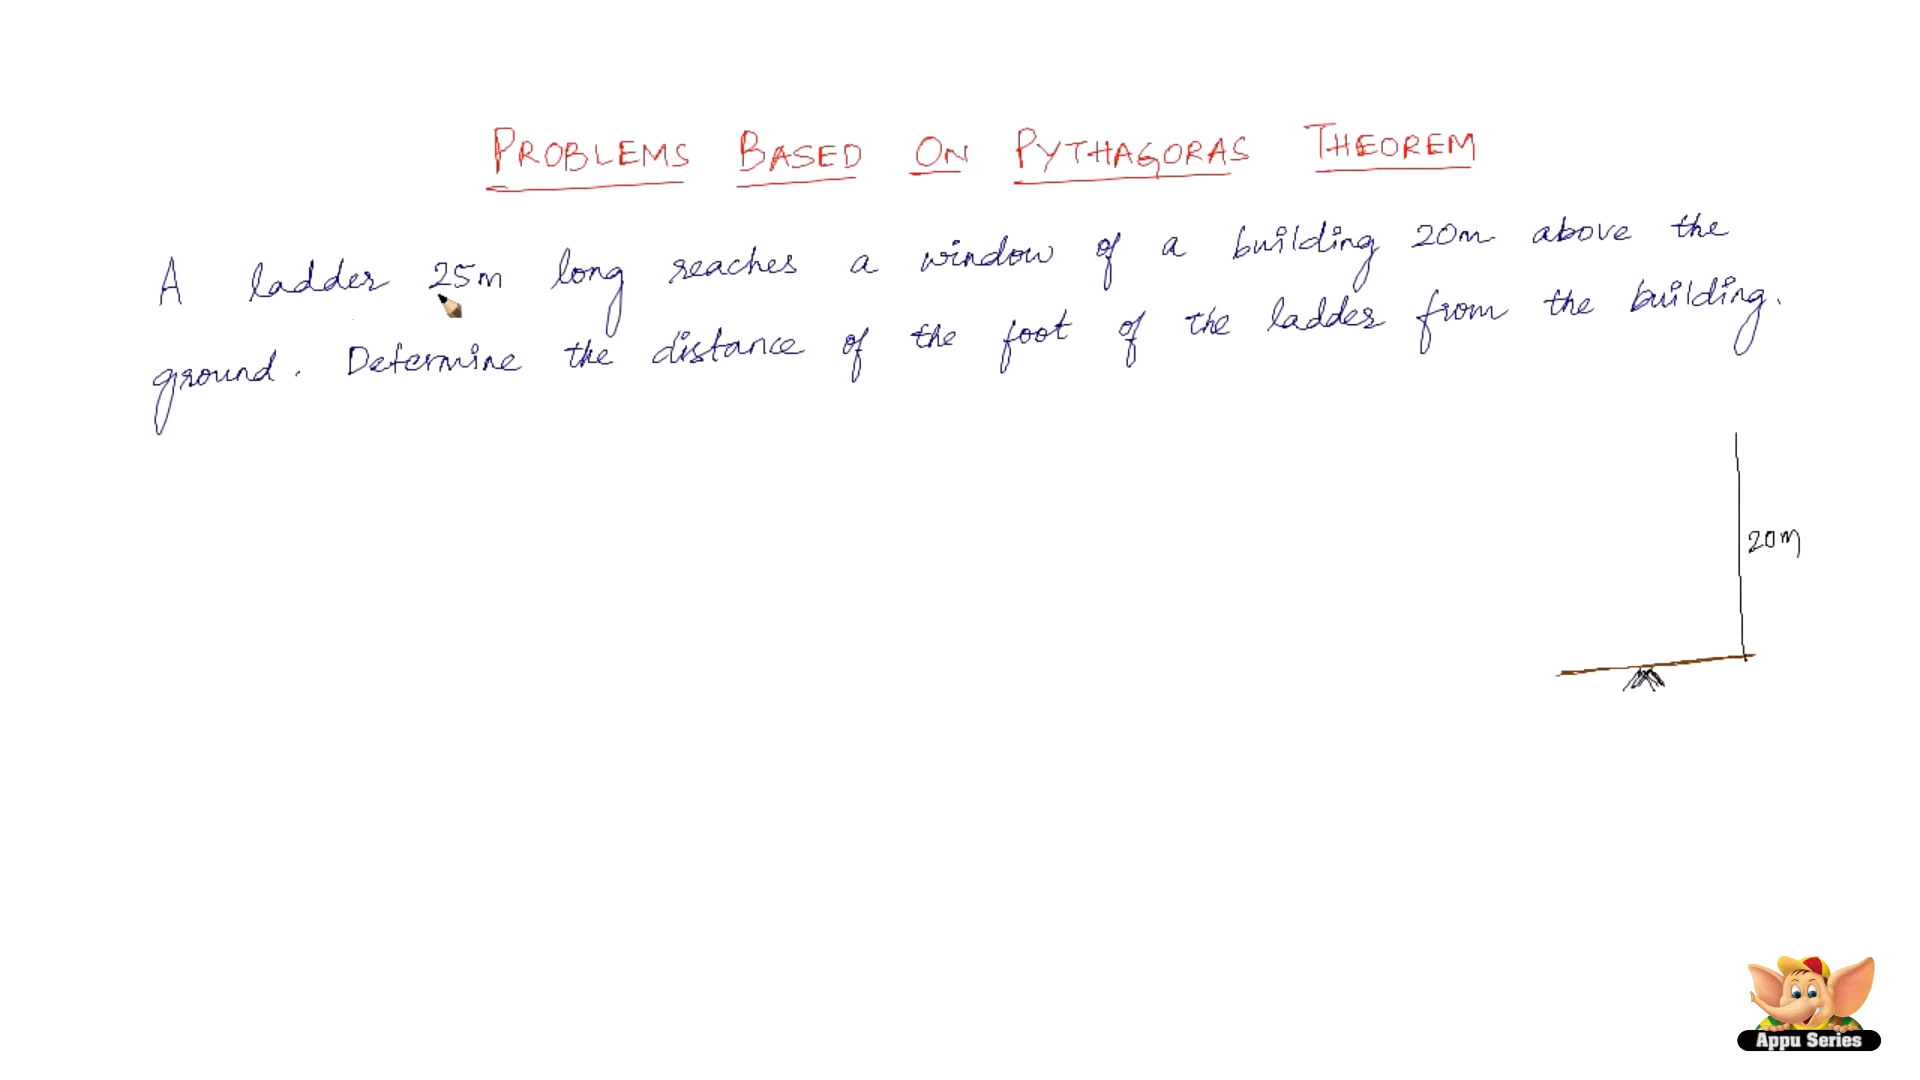 PROBLEMS BASED ON PYTHAGORAS THEOREM
A ladder 25m long reaches a window of a building 20m above the
ground. Determine the distance of the foot of the ladder from the building.
20m
Appu Series